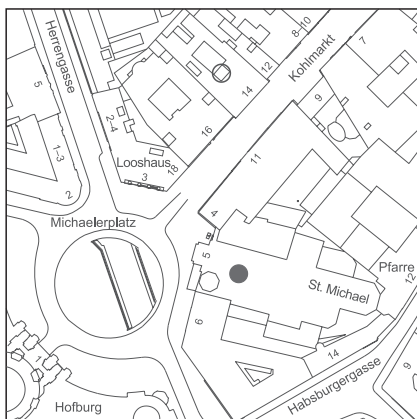 Herrengasse
8–10
Kohlmarkt
7
5
12
14
9
2–4
16
Looshaus
3
18
11
1–3
2
4
Michaelerplatz
5
Pfarre
St. Michael
12
6
1
14
9
Hofburg
Habsburgergasse